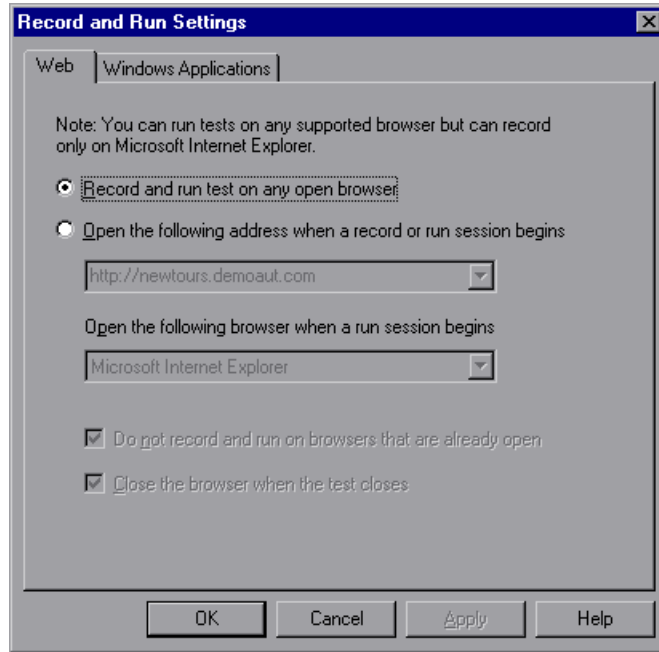 Record and Run Settings
Web
Windows Applications
Note: You can run tests on any supported browser but can record
only on Microsoft Internet Explorer.
Record and run test on any open browser
Open the following address when a record or run session begins
http://newtours.demoaut.com
Open the following browser when a run session begins
Microsoft Internet Explorer
Do not record and run on browsers that are already open
Close the browser when the test closes
OK
Cancel
Apply
Help